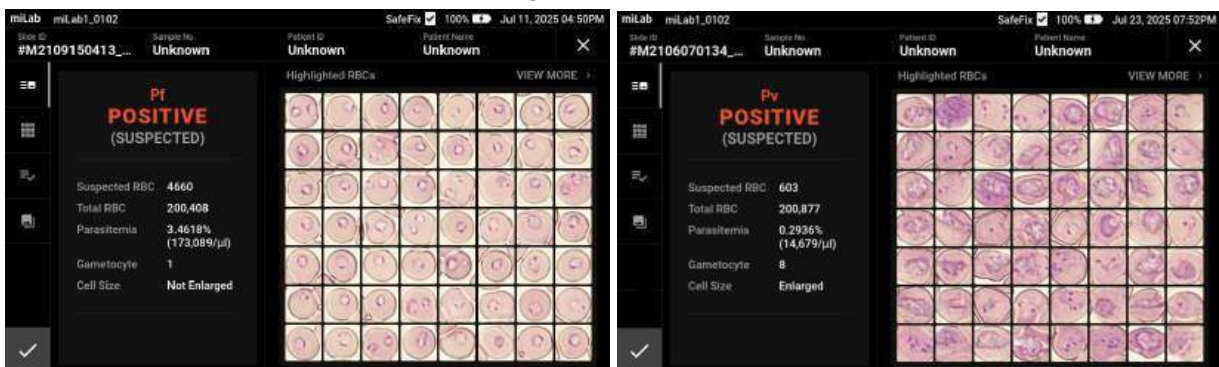 miLab miLab1_0102 SafeFix 100% Jul 11, 2025 04:50PM
Slide ID Sample No. Patient ID Patient Name
#M2109150413_... Unknown Unknown Unknown
Highlighted RBCs VIEW MORE
Pf
POSITIVE
(SUSPECTED)
Suspected RBC 4660
Total RBC 200,408
Parasitemia 3.4618%
(173,089/µl)
Gametocyte 1
Cell Size Not Enlarged
miLab miLab1_0102 SafeFix 100% Jul 23, 2025 07:52PM
Slide ID Sample No. Patient ID Patient Name
#M2106070134_... Unknown Unknown Unknown
Highlighted RBCs VIEW MORE
Pv
POSITIVE
(SUSPECTED)
Suspected RBC 603
Total RBC 200,877
Parasitemia 0.2936%
(14,679/µl)
Gametocyte 8
Cell Size Enlarged